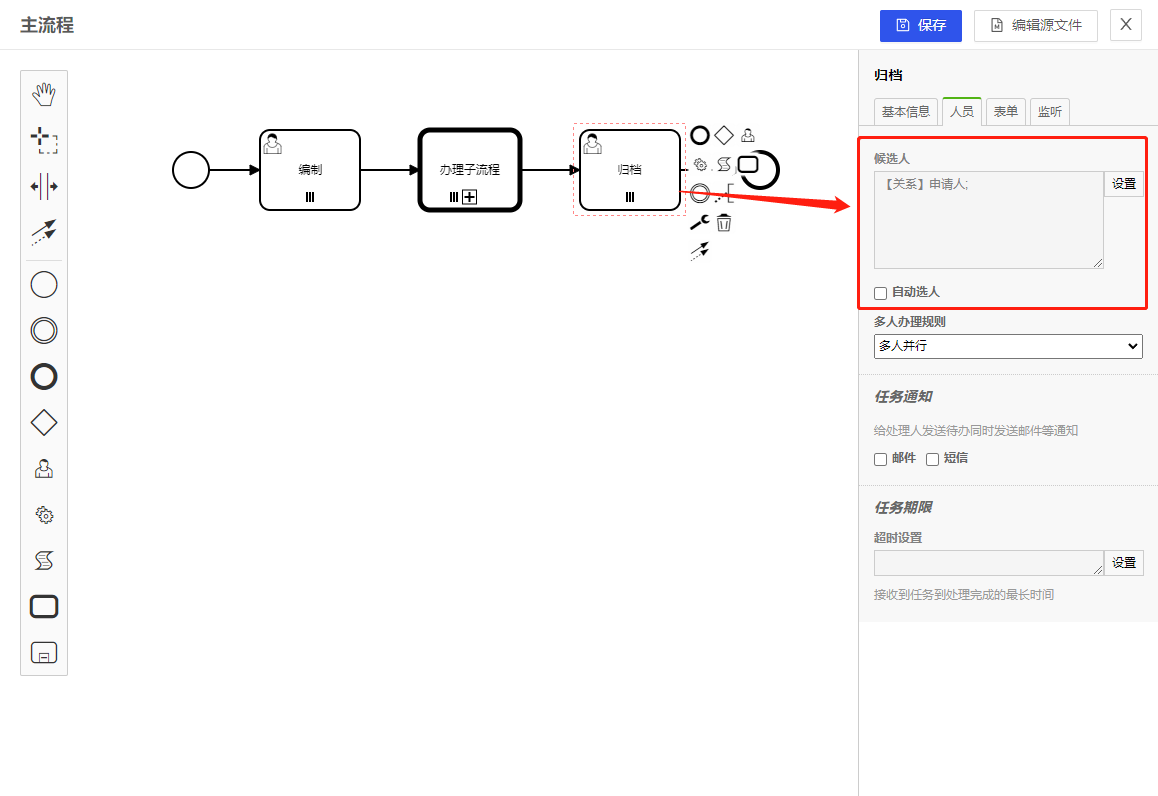 主流程
保存
编辑源文件
X
编制
办理子流程
归档
归档
基本信息
人员
表单
监听
候选人
【关系】申请人;
设置
自动选人
多人办理规则
多人并行
任务通知
给处理人发送待办同时发送邮件等通知
邮件
短信
任务期限
超时设置
设置
接收到任务到处理完成的最长时间